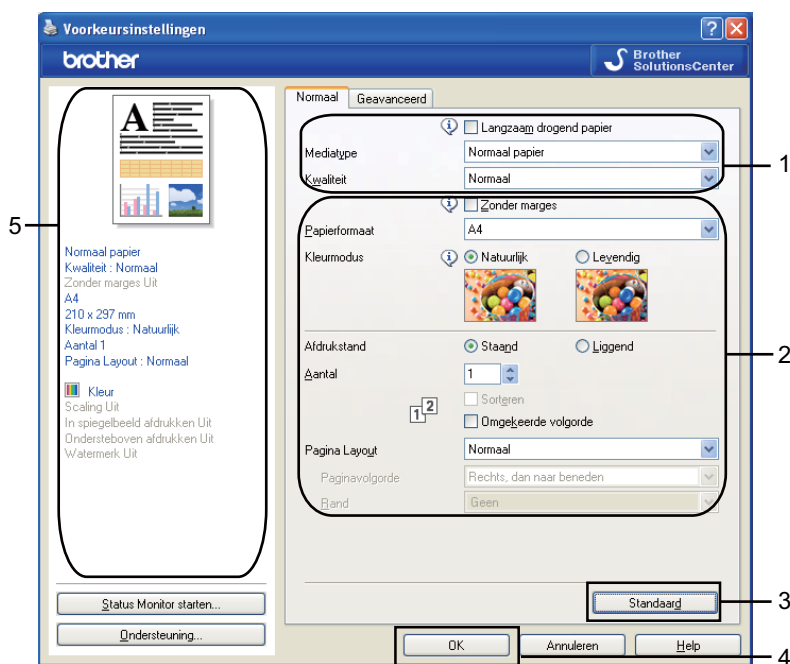 Voorkeursinstellingen
brother
Brother
SolutionsCenter
Normaal Geavanceerd
Langzaam drogend papier
Mediatype Normaal papier
Kwaliteit Normaal
1
Zonder marges
Papierformaat A4
Kleurmodus Natuurlijk Levendig
Afdrukstand Staand Liggend
2
Aantal 1
Sorteren
12
Omgekeerde volgorde
Pagina Layout Normaal
Paginavolgorde Rechts, dan naar beneden
Rand Geen
Standaard
3
OK Annuleren Help
4
5
A
Normaal papier
Kwaliteit : Normaal
Zonder marges Uit
A4
210 x 297 mm
Kleurmodus : Natuurlijk
Aantal 1
Pagina Layout : Normaal
Kleur
Scaling Uit
In spiegelbeeld afdrukken Uit
Ondersteboven afdrukken Uit
Watermerk Uit
Status Monitor starten...
Ondersteuning...